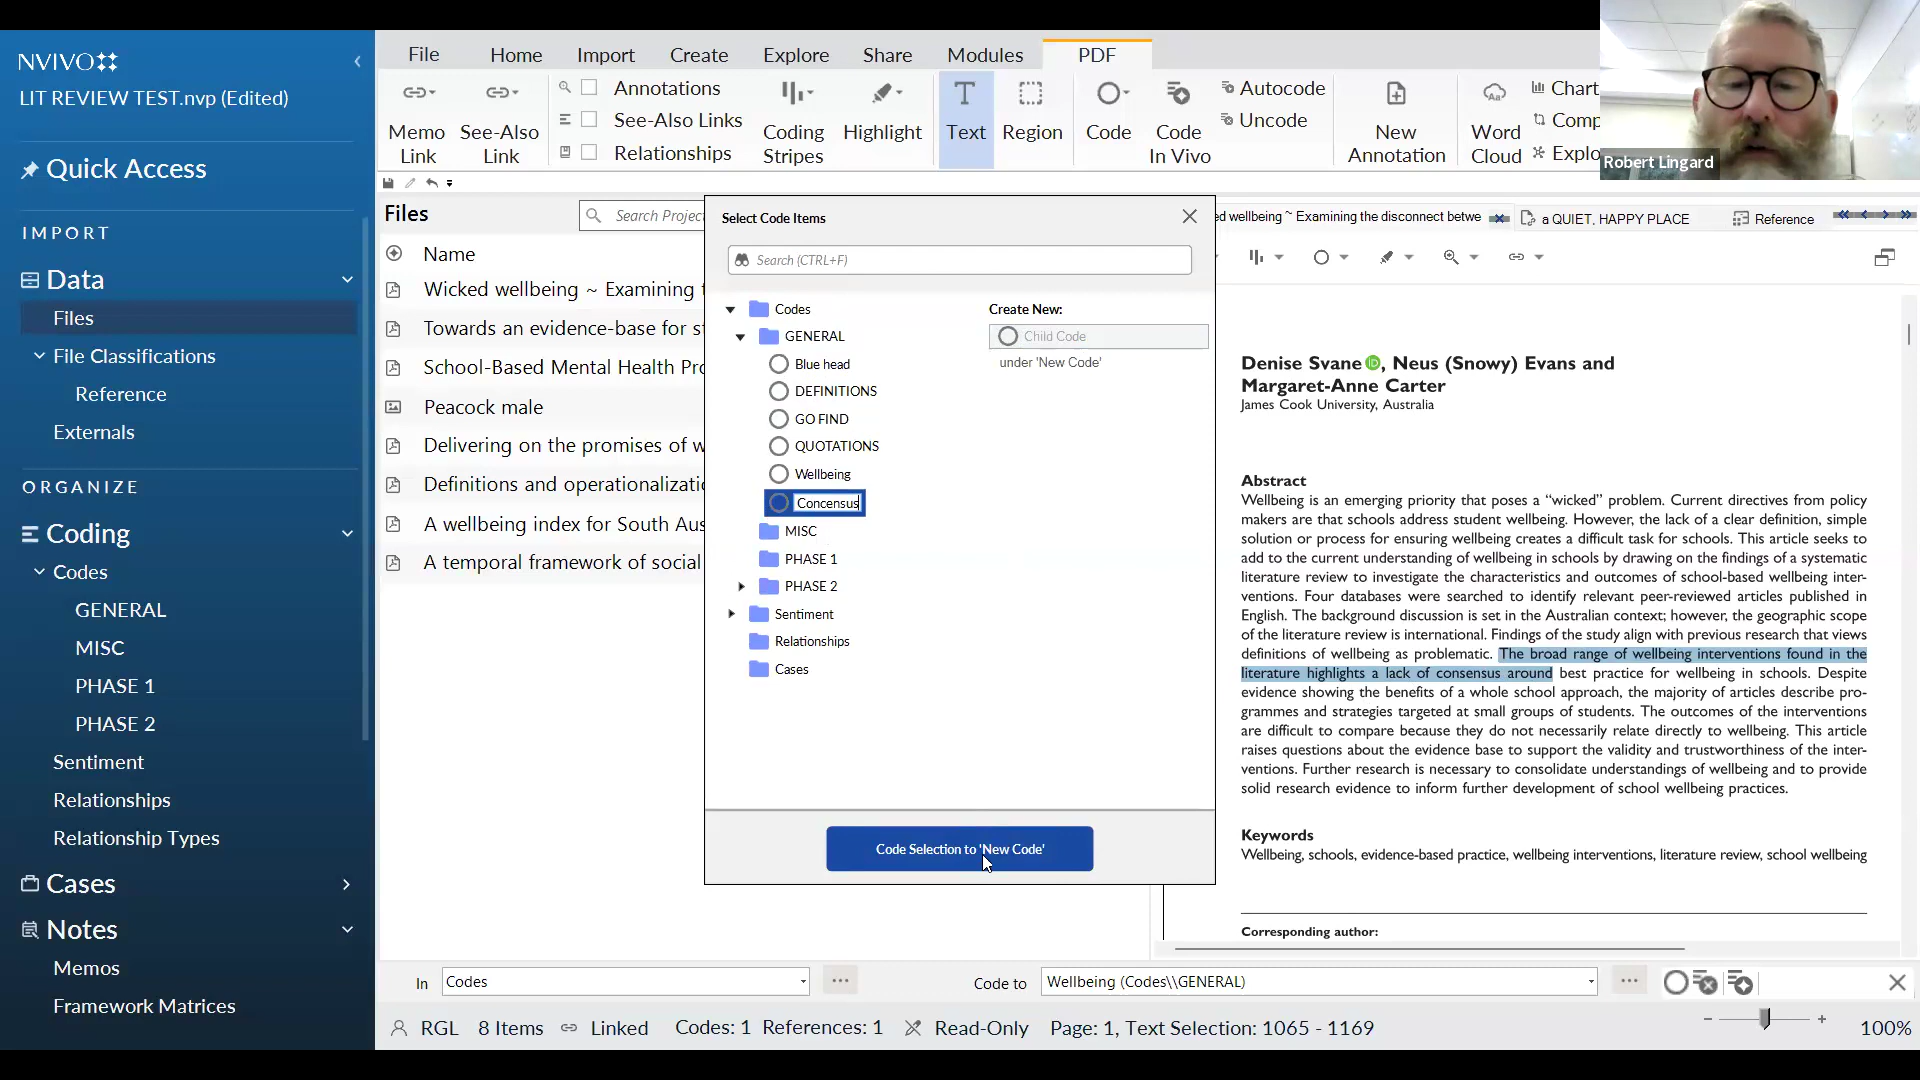 NVIVO
LIT REVIEW TEST.nvp (Edited)
Quick Access
IMPORT
Data
Files
File Classifications
Reference
Externals
ORGANIZE
Coding
Codes
GENERAL
MISC
PHASE 1
PHASE 2
Sentiment
Relationships
Relationship Types
Cases
Notes
Memos
Framework Matrices
File Home Import Create Explore Share Modules PDF
Memo Link
See-Also Link
Annotations
See-Also Links
Relationships
Coding Stripes
Highlight
Text
Region
Code
Code In Vivo
Autocode
Uncode
New Annotation
Word Cloud
Chart
Comp
Explo
Robert Lingard
Files
Search Projec
Name
Wicked wellbeing ~ Examining t
Towards an evidence-base for st
School-Based Mental Health Pro
Peacock male
Delivering on the promises of w
Definitions and operationalizati
A wellbeing index for South Aus
A temporal framework of social
Select Code Items
Search (CTRL+F)
Codes
GENERAL
Blue head
DEFINITIONS
GO FIND
QUOTATIONS
Wellbeing
Concensus
MISC
PHASE 1
PHASE 2
Sentiment
Relationships
Cases
Create New:
Child Code
under 'New Code'
Code Selection to 'New Code'
ed wellbeing ~ Examining the disconnect betwe
a QUIET, HAPPY PLACE
Reference
Denise Svane iD, Neus (Snowy) Evans and
Margaret-Anne Carter
James Cook University, Australia
Abstract
Wellbeing is an emerging priority that poses a “wicked” problem. Current directives from policy
makers are that schools address student wellbeing. However, the lack of a clear definition, simple
solution or process for ensuring wellbeing creates a difficult task for schools. This article seeks to
add to the current understanding of wellbeing in schools by drawing on the findings of a systematic
literature review to investigate the characteristics and outcomes of school-based wellbeing inter-
ventions. Four databases were searched to identify relevant peer-reviewed articles published in
English. The background discussion is set in the Australian context; however, the geographic scope
of the literature review is international. Findings of the study align with previous research that views
definitions of wellbeing as problematic. The broad range of wellbeing interventions found in the
literature highlights a lack of consensus around best practice for wellbeing in schools. Despite
evidence showing the benefits of a whole school approach, the majority of articles describe pro-
grammes and strategies targeted at small groups of students. The outcomes of the interventions
are difficult to compare because they do not necessarily relate directly to wellbeing. This article
raises questions about the evidence base to support the validity and trustworthiness of the inter-
ventions. Further research is necessary to consolidate understandings of wellbeing and to provide
solid research evidence to inform further development of school wellbeing practices.
Keywords
Wellbeing, schools, evidence-based practice, wellbeing interventions, literature review, school wellbeing
Corresponding author:
In Codes
Code to Wellbeing (Codes\\GENERAL)
RGL 8 Items Linked Codes: 1 References: 1 Read-Only Page: 1, Text Selection: 1065 - 1169
100%